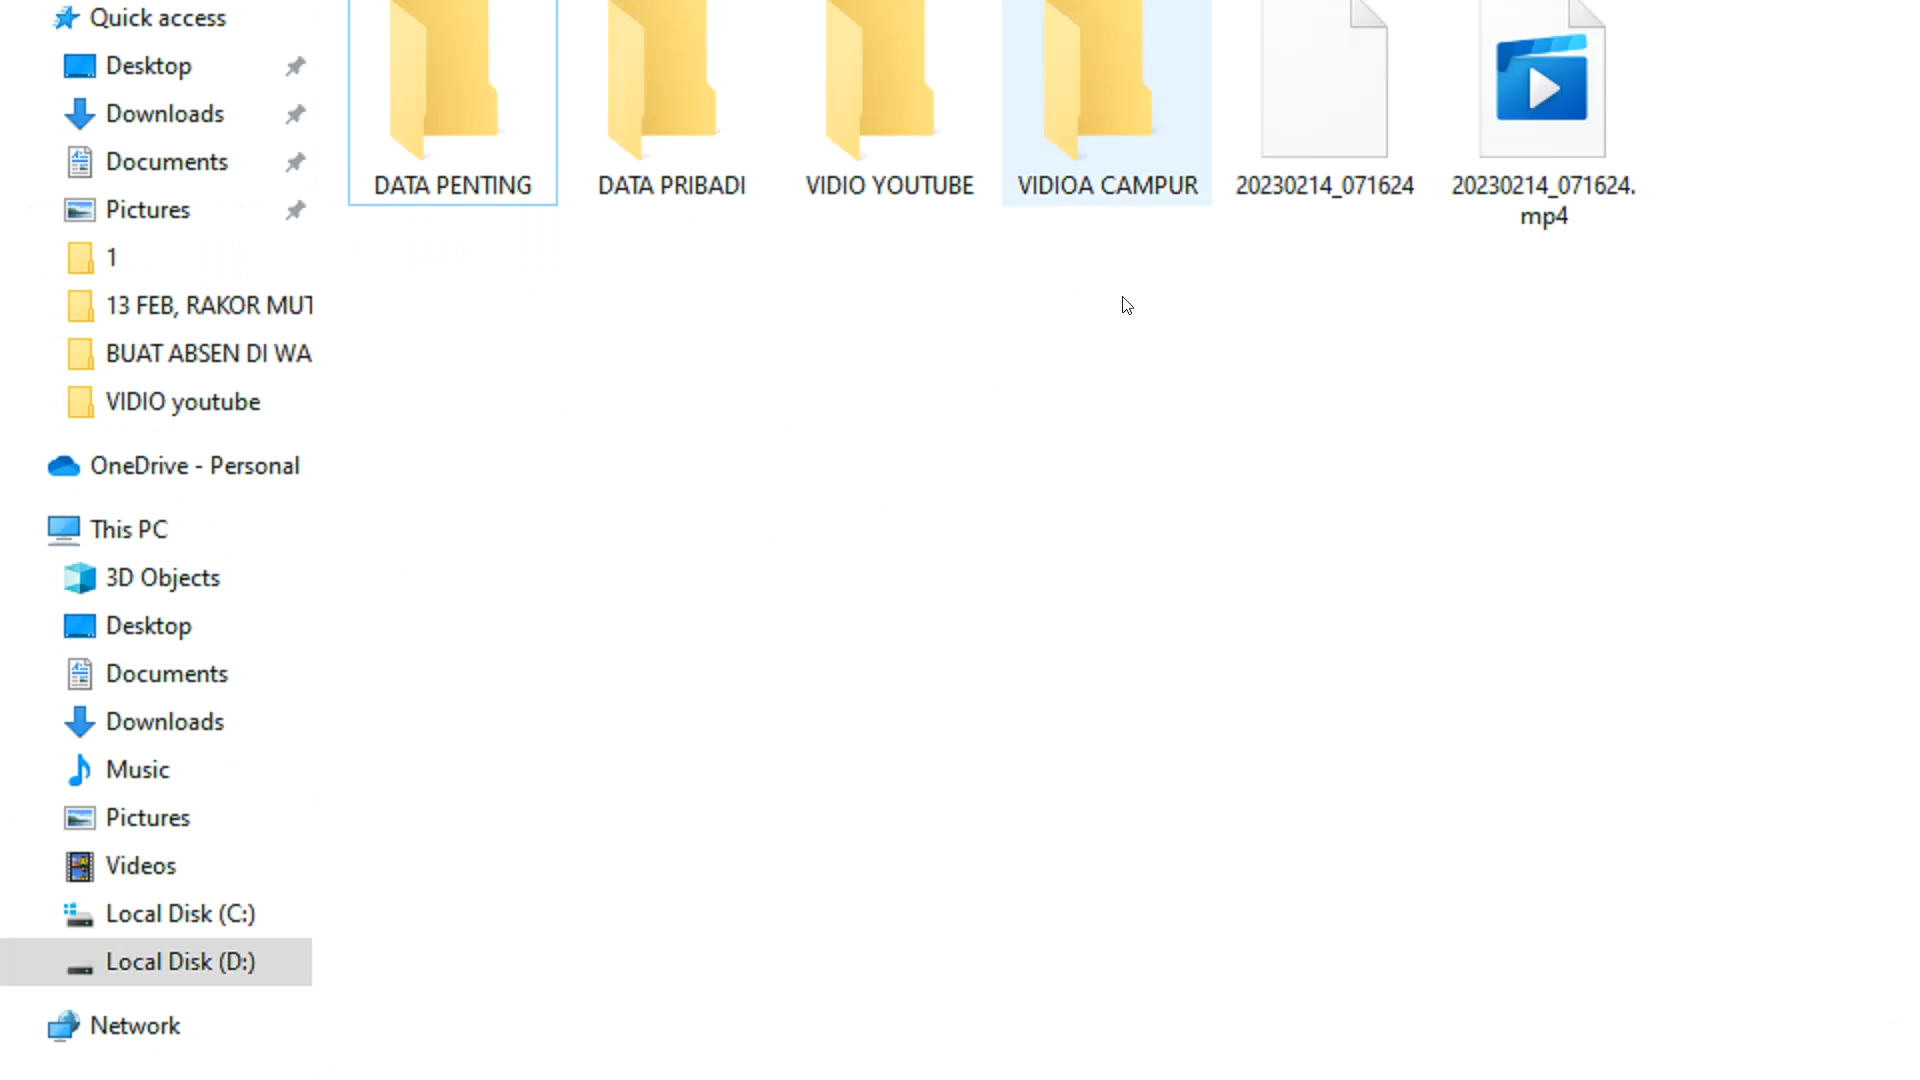 Quick access
Desktop
Downloads
Documents
Pictures
1
13 FEB, RAKOR MUT
BUAT ABSEN DI WA
VIDIO youtube
OneDrive - Personal
This PC
3D Objects
Desktop
Documents
Downloads
Music
Pictures
Videos
Local Disk (C:)
Local Disk (D:)
Network
DATA PENTING
DATA PRIBADI
VIDIO YOUTUBE
VIDIOA CAMPUR
20230214_071624
20230214_071624.
mp4